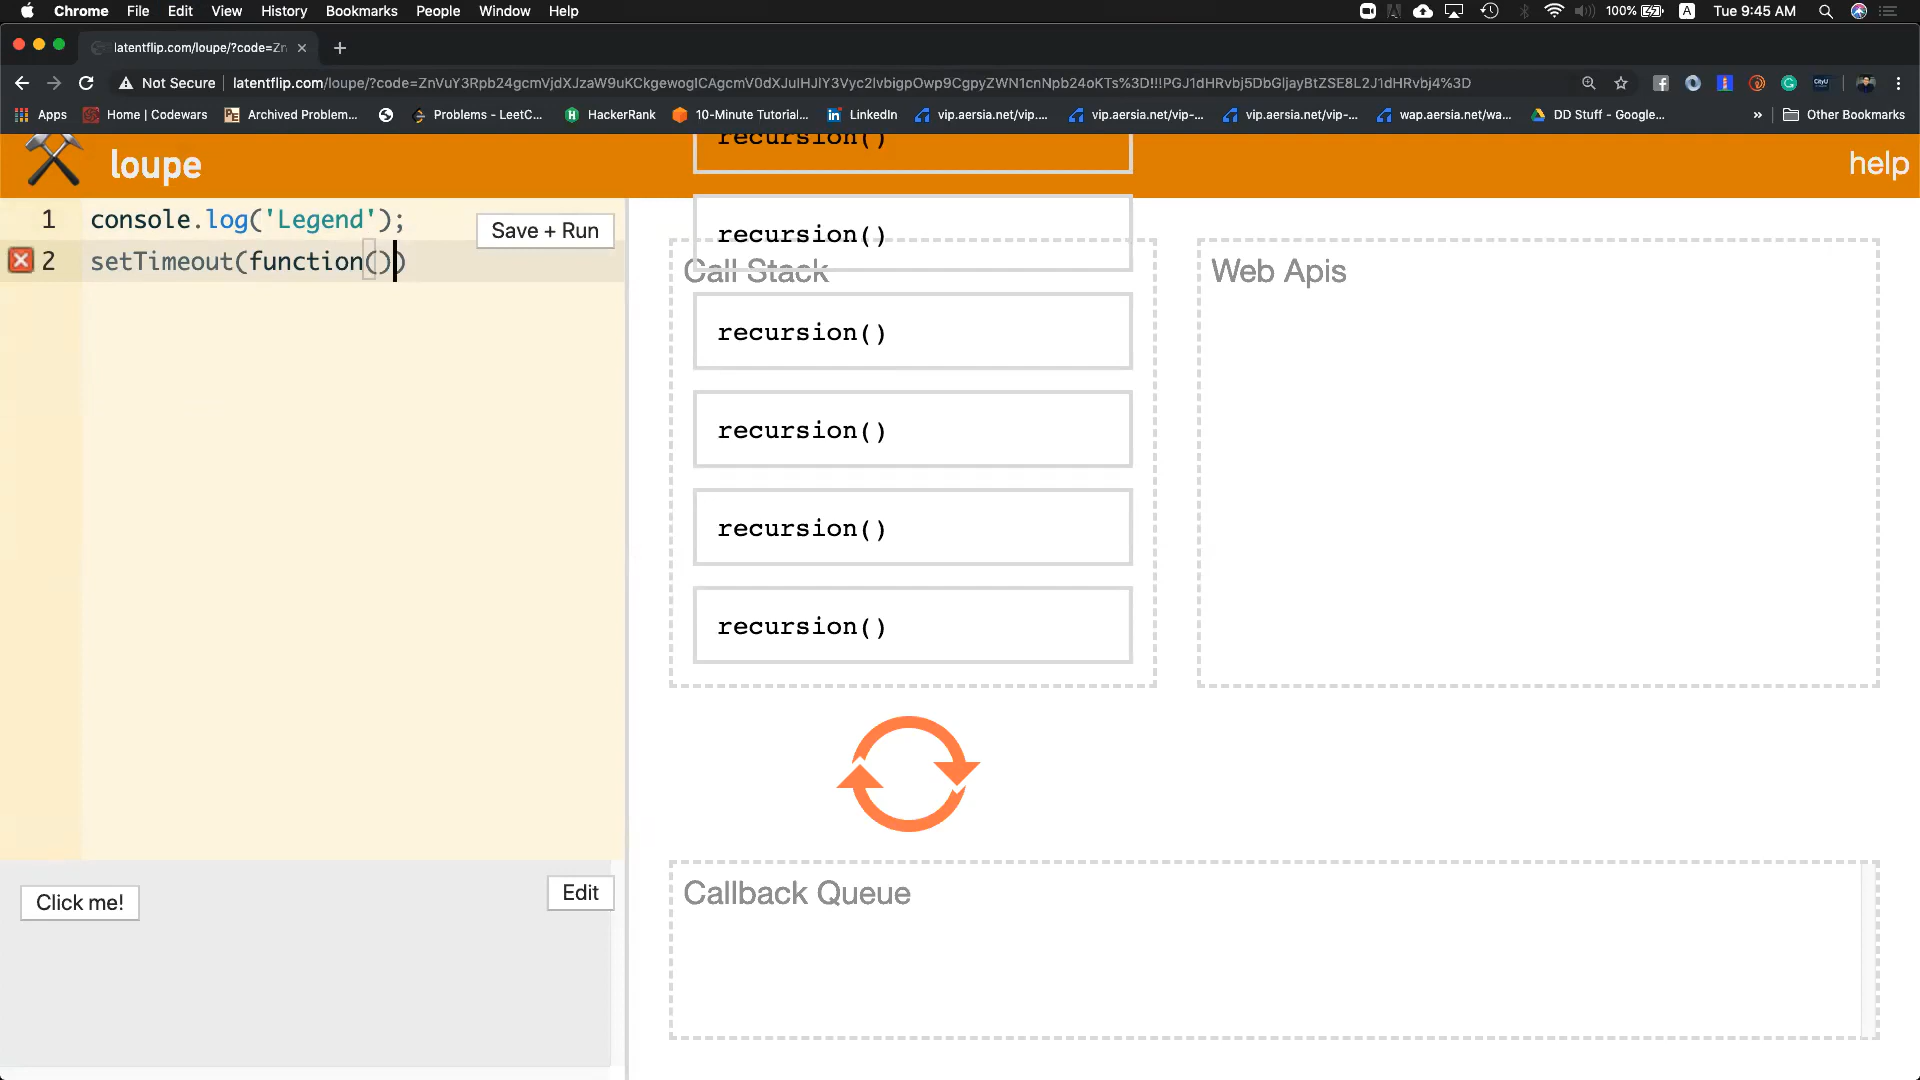 Chrome File Edit View History Bookmarks People Window Help 100% A Tue 9:45 AM
latentflip.com/loupe/?code=Zn
Not Secure latentflip.com/loupe/?code=ZnVuY3Rpb24gcmVjdXJzaW9uKCkgewogICAgcmV0dXJuIHJlY3Vyc2lvbigpOwp9CgpyZWN1cnNpb24oKTs%3D!!!PGJ1dHRvbj5DbGljayBtZSE8L2J1dHRvbj4%3D
Apps Home | Codewars Archived Problem... Problems - LeetC... HackerRank 10-Minute Tutorial... LinkedIn vip.aersia.net/vip.... vip.aersia.net/vip-... vip.aersia.net/vip-... wap.aersia.net/wa... DD Stuff - Google... » Other Bookmarks
loupe
help
recursion()
1 console.log('Legend');
2 setTimeout(function())
Save + Run
recursion()
Call Stack
recursion()
recursion()
recursion()
recursion()
Web Apis
Click me!
Edit
Callback Queue